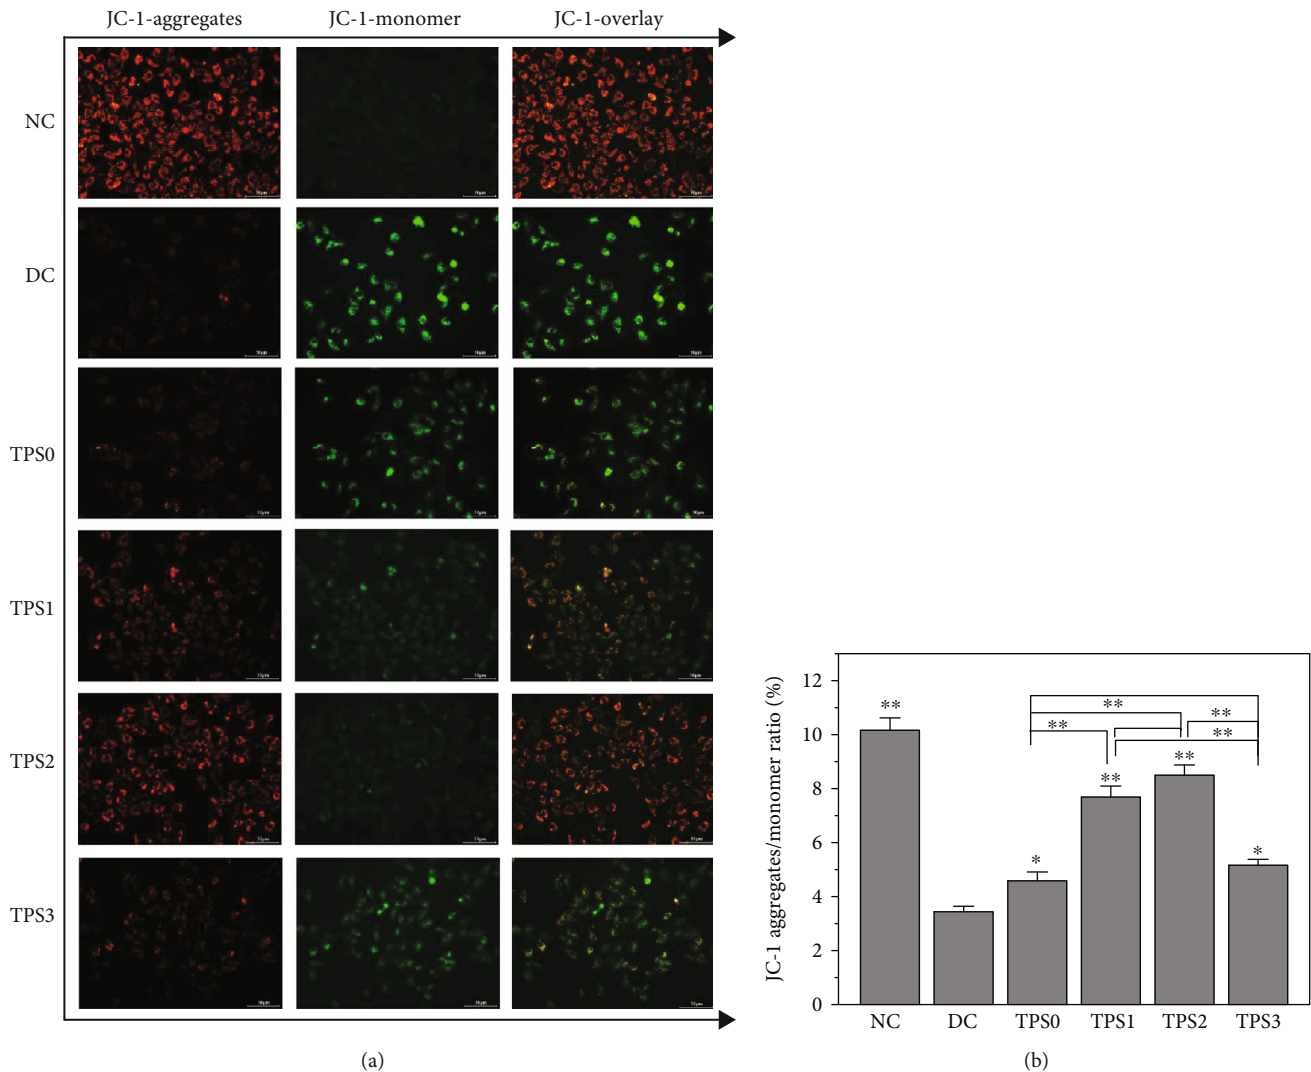 JC-1-aggregates JC-1-monomer JC-1-overlay
NC
DC
TPS0
TPS1
TPS2
TPS3
(a)
JC-1 aggregates/monomer ratio (%)
12
10
8
6
4
2
0
**
**
**
**
**
**
**
*
*
NC DC TPS0 TPS1 TPS2 TPS3
(b)